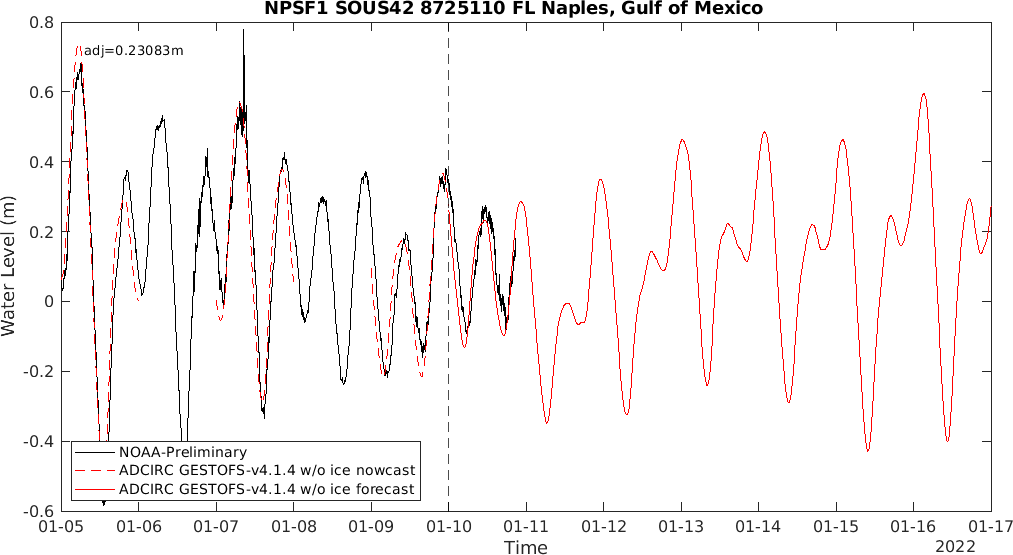 NPSF1 SOUS42 8725110 FL Naples, Gulf of Mexico
adj=0.23083m
Water Level (m)
0.8
0.6
0.4
0.2
0
-0.2
-0.4
-0.6
NOAA-Preliminary
ADCIRC GESTOFS-v4.1.4 w/o ice nowcast
ADCIRC GESTOFS-v4.1.4 w/o ice forecast
01-05 01-06 01-07 01-08 01-09 01-10 01-11 01-12 01-13 01-14 01-15 01-16 01-17
Time
2022